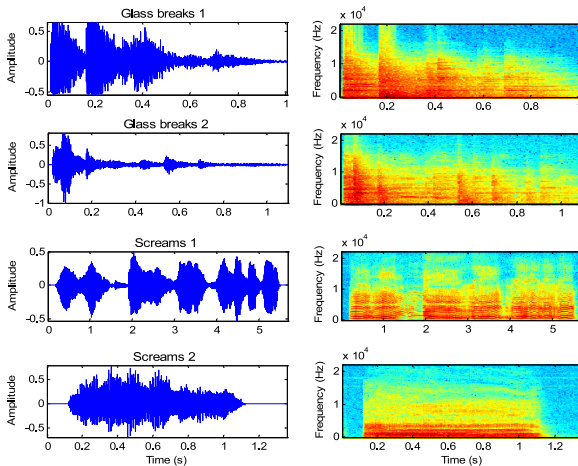 Glass breaks 1
Amplitude
0,5
0
-0,5
0 0.2 0.4 0.6 0.8 1
Frequency (Hz)
x 10^4
2
1
0
0.2 0.4 0.6 0.8
Glass breaks 2
Amplitude
0.5
0
-0.5
-1
0 0.2 0.4 0.6 0.8 1
Frequency (Hz)
x 10^4
2
1
0
0.2 0.4 0.6 0.8 1
Screams 1
Amplitude
0,5
0
-0.5
0 1 2 3 4 5
Frequency (Hz)
x 10^4
2
1
0
1 2 3 4 5
Screams 2
Amplitude
0.5
0
-0.5
0 0.2 0.4 0.6 0.8 1 1.2
Time (s)
Frequency (Hz)
x 10^4
2
1
0
0.2 0.4 0.6 0.8 1 1.2
Time (s)